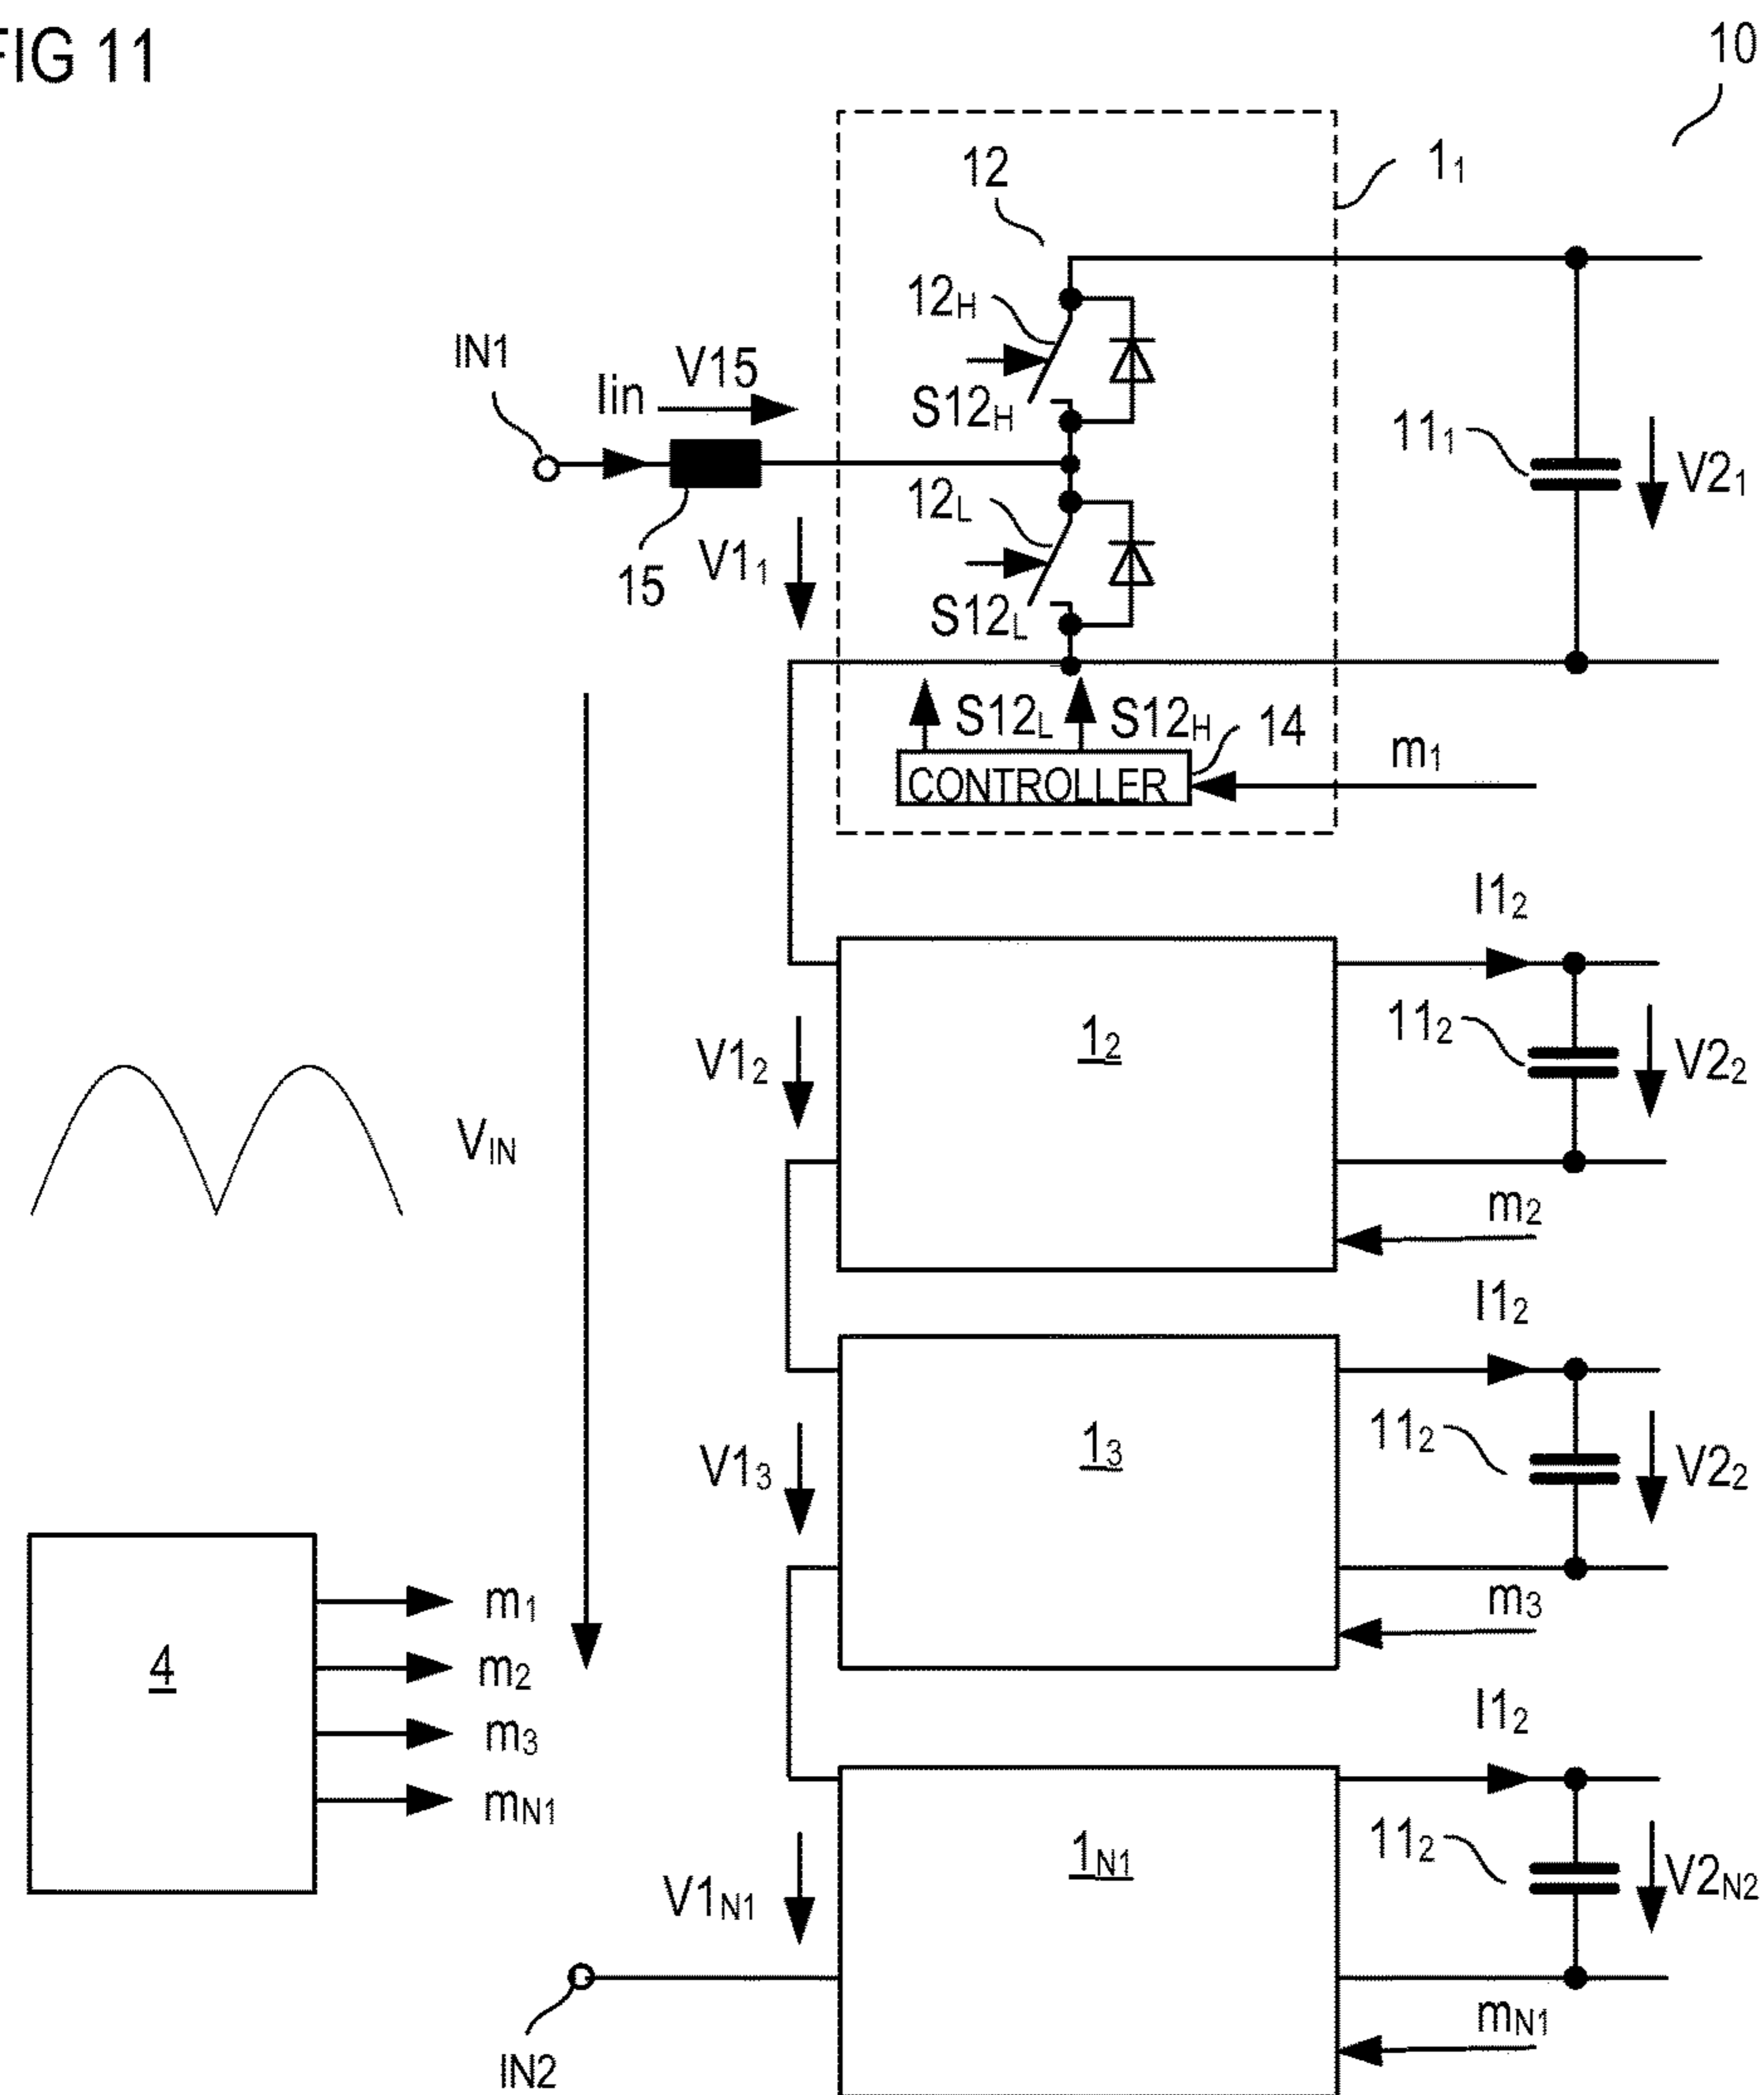 FIG 11
10
1₁
12
12H
IN1
Iin
V15
S12H
11₁
V2₁
12L
15
V1₁
S12L
S12L
S12H
14
CONTROLLER
m₁
I1₂
1₂
11₂
V1₂
V2₂
VIN
m₂
I1₂
1₃
11₂
V1₃
V2₂
m₃
4
m₁
m₂
m₃
mN1
I1₂
1N1
11₂
V1N1
V2N2
mN1
IN2